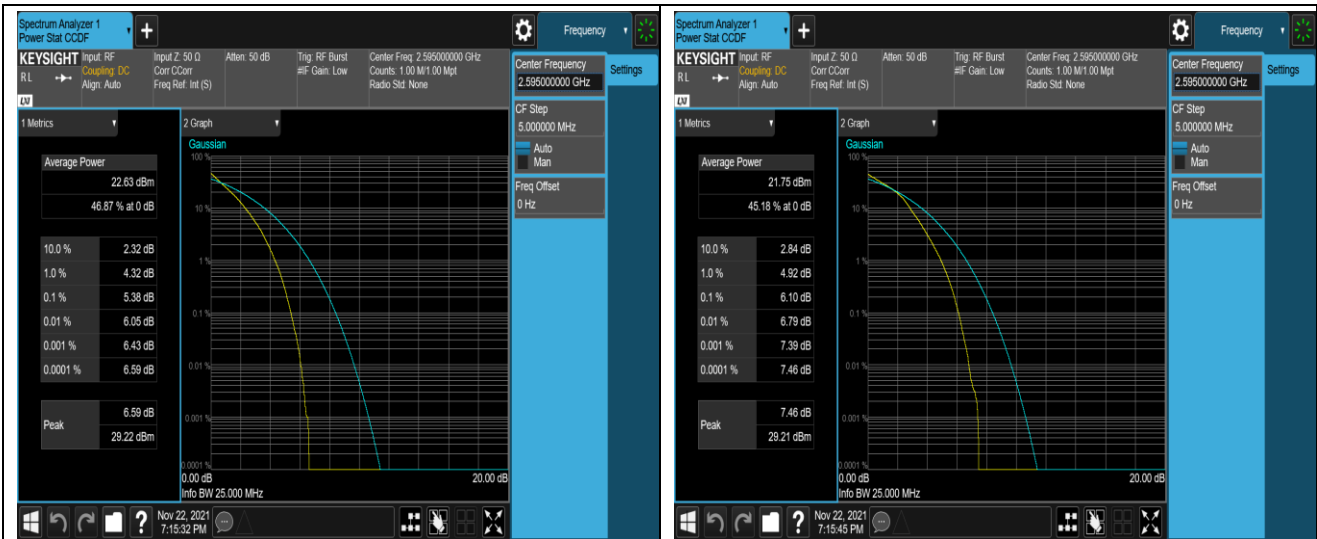 Spectrum Analyzer 1
Power Stat CCDF
+
Frequency
KEYSIGHT Input: RF Input Z: 50 Ω Atten: 50 dB Trig: RF Burst Center Freq: 2.595000000 GHz
R L Coupling: DC Corr CCorr #IF Gain: Low Counts: 1.00 M/1.00 Mpt
Align: Auto Freq Ref: Int (S) Radio Std: None
LXI
Center Frequency
2.595000000 GHz
Settings
CF Step
5.000000 MHz
Auto
Man
Freq Offset
0 Hz
1 Metrics
2 Graph
Average Power
22.63 dBm
46.87 % at 0 dB
10.0 % 2.32 dB
1.0 % 4.32 dB
0.1 % 5.38 dB
0.01 % 6.05 dB
0.001 % 6.43 dB
0.0001 % 6.59 dB
Peak 6.59 dB
29.22 dBm
Gaussian
100 %
10 %
1 %
0.1 %
0.01 %
0.001 %
0.0001 %
0.00 dB 20.00 dB
Info BW 25.000 MHz
?
Nov 22, 2021
7:15:32 PM
Spectrum Analyzer 1
Power Stat CCDF
+
Frequency
KEYSIGHT Input: RF Input Z: 50 Ω Atten: 50 dB Trig: RF Burst Center Freq: 2.595000000 GHz
R L Coupling: DC Corr CCorr #IF Gain: Low Counts: 1.00 M/1.00 Mpt
Align: Auto Freq Ref: Int (S) Radio Std: None
LXI
Center Frequency
2.595000000 GHz
Settings
CF Step
5.000000 MHz
Auto
Man
Freq Offset
0 Hz
1 Metrics
2 Graph
Average Power
21.75 dBm
45.18 % at 0 dB
10.0 % 2.84 dB
1.0 % 4.92 dB
0.1 % 6.10 dB
0.01 % 6.79 dB
0.001 % 7.39 dB
0.0001 % 7.46 dB
Peak 7.46 dB
29.21 dBm
Gaussian
100 %
10 %
1 %
0.1 %
0.01 %
0.001 %
0.0001 %
0.00 dB 20.00 dB
Info BW 25.000 MHz
?
Nov 22, 2021
7:15:45 PM